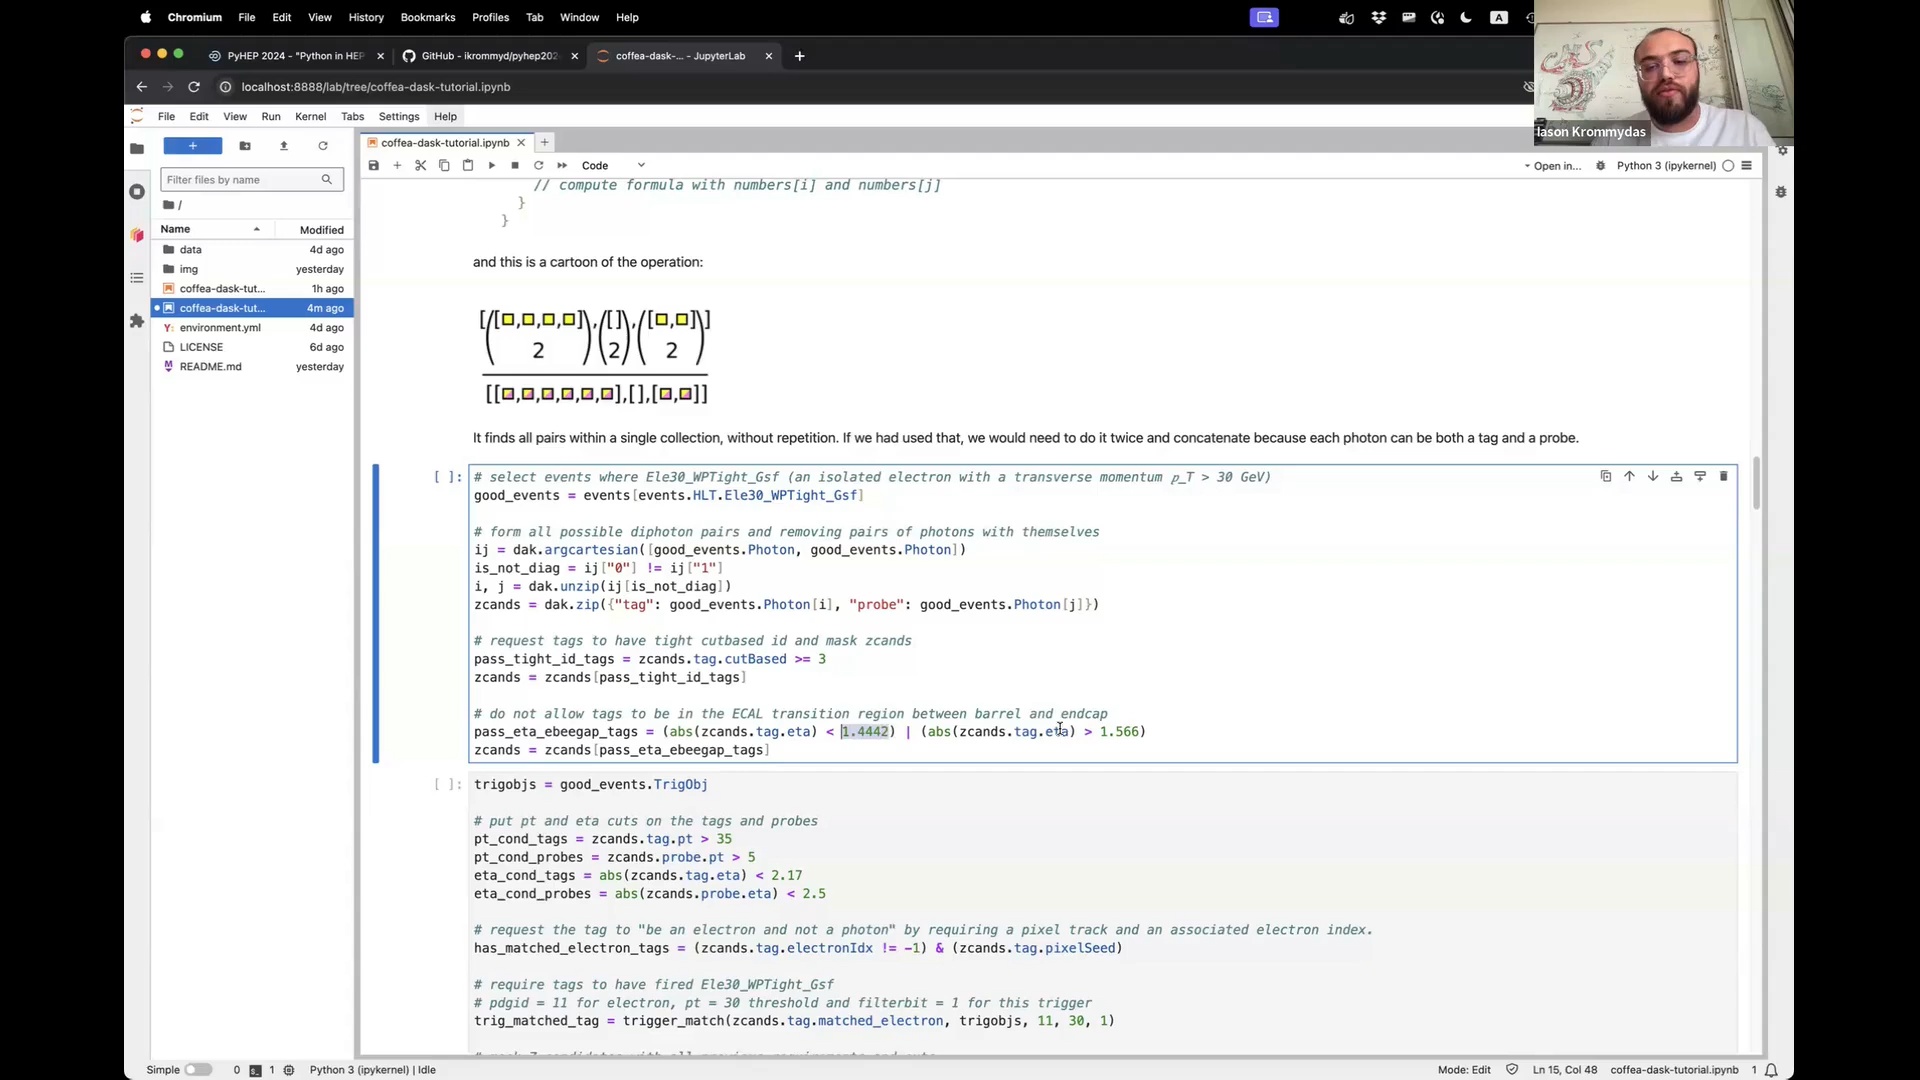 Chromium File Edit View History Bookmarks Profiles Tab Window Help A
PyHEP 2024 - "Python in HEP
GitHub - ikrommyd/pyhep202
coffea-dask-... - JupyterLab
localhost:8888/lab/tree/coffea-dask-tutorial.ipynb
Iason Krommydas
File Edit View Run Kernel Tabs Settings Help
coffea-dask-tutorial.ipynb
Code
Open in...
Python 3 (ipykernel)
Filter files by name
/
Name Modified
data 4d ago
img yesterday
coffea-dask-tut... 1h ago
coffea-dask-tut... 4m ago
Y: environment.yml 4d ago
LICENSE 6d ago
README.md yesterday
// compute formula with numbers[i] and numbers[j]
}
}
and this is a cartoon of the operation:
2 2 2
It finds all pairs within a single collection, without repetition. If we had used that, we would need to do it twice and concatenate because each photon can be both a tag and a probe.
[ ]:
# select events where Ele30_WPTight_Gsf (an isolated electron with a transverse momentum p_T > 30 GeV)
good_events = events[events.HLT.Ele30_WPTight_Gsf]
# form all possible diphoton pairs and removing pairs of photons with themselves
ij = dak.argcartesian([good_events.Photon, good_events.Photon])
is_not_diag = ij["0"] != ij["1"]
i, j = dak.unzip(ij[is_not_diag])
zcands = dak.zip({"tag": good_events.Photon[i], "probe": good_events.Photon[j]})
# request tags to have tight cutbased id and mask zcands
pass_tight_id_tags = zcands.tag.cutBased >= 3
zcands = zcands[pass_tight_id_tags]
# do not allow tags to be in the ECAL transition region between barrel and endcap
pass_eta_ebeegap_tags = (abs(zcands.tag.eta) < 1.4442) | (abs(zcands.tag.eta) > 1.566)
zcands = zcands[pass_eta_ebeegap_tags]
[ ]:
trigobjs = good_events.TrigObj
# put pt and eta cuts on the tags and probes
pt_cond_tags = zcands.tag.pt > 35
pt_cond_probes = zcands.probe.pt > 5
eta_cond_tags = abs(zcands.tag.eta) < 2.17
eta_cond_probes = abs(zcands.probe.eta) < 2.5
# request the tag to "be an electron and not a photon" by requiring a pixel track and an associated electron index.
has_matched_electron_tags = (zcands.tag.electronIdx != -1) & (zcands.tag.pixelSeed)
# require tags to have fired Ele30_WPTight_Gsf
# pdgid = 11 for electron, pt = 30 threshold and filterbit = 1 for this trigger
trig_matched_tag = trigger_match(zcands.tag.matched_electron, trigobjs, 11, 30, 1)
Simple 0 1 Python 3 (ipykernel) | Idle
Mode: Edit Ln 15, Col 48 coffea-dask-tutorial.ipynb 1